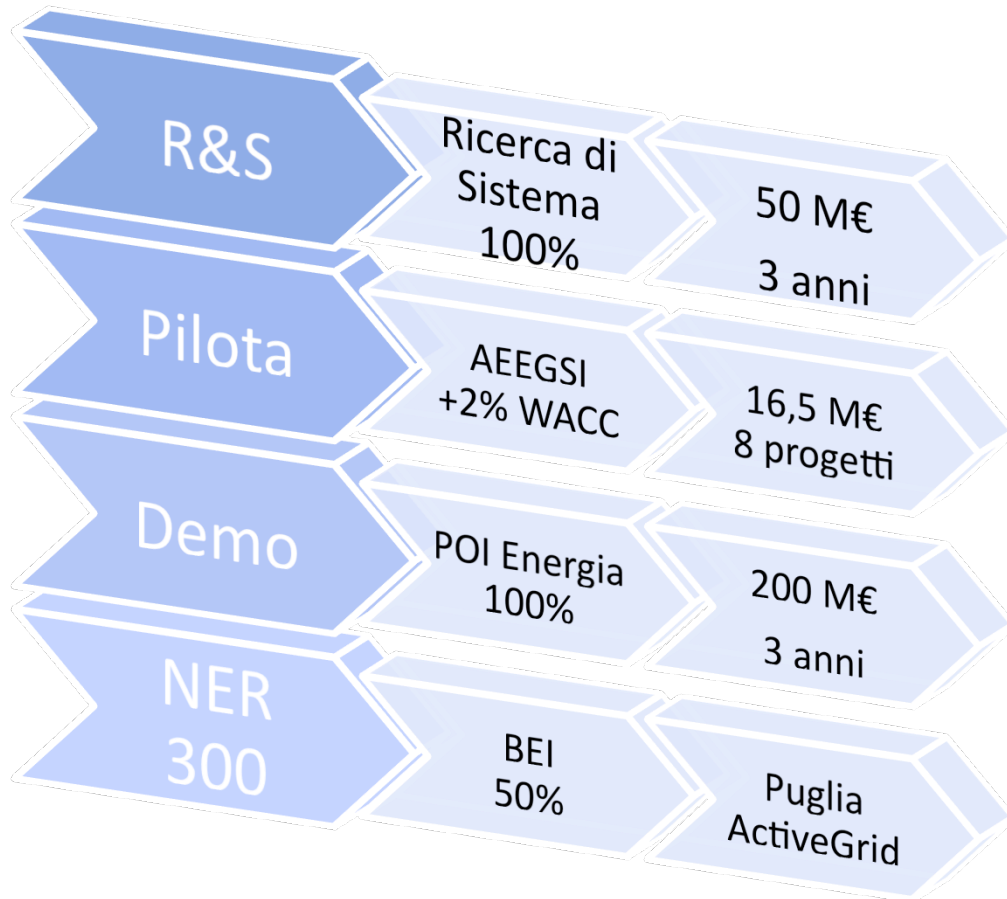 R&S
Ricerca di
Sistema
100%
50 M€
3 anni
Pilota
AEEGSI
+2% WACC
16,5 M€
8 progetti
Demo
POI Energia
100%
200 M€
3 anni
NER
300
BEI
50%
Puglia
ActiveGrid